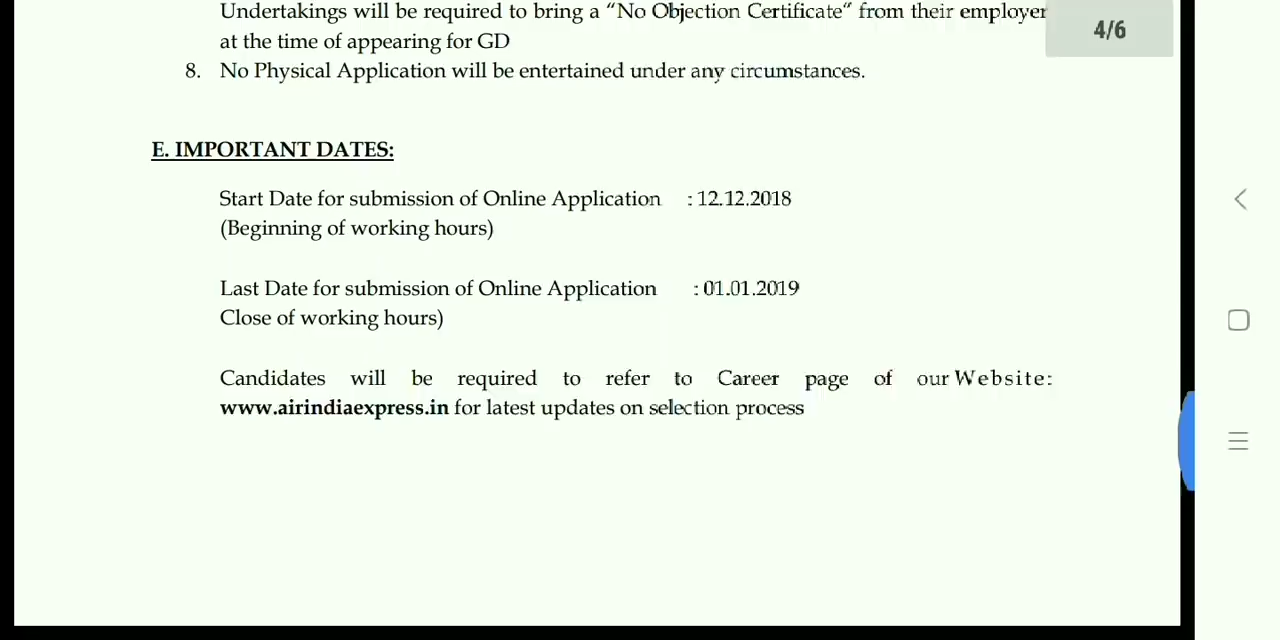 Undertakings will be required to bring a “No Objection Certificate“ from their employer
4/6
at the time of appearing for GD
8. No Physical Application will be entertained under any circumstances.
E. IMPORTANT DATES:
Start Date for submission of Online Application : 12.12.2018
(Beginning of working hours)
Last Date for submission of Online Application : 01.01.2019
Close of working hours)
Candidates will be required to refer to Career page of our Website:
www.airindiaexpress.in for latest updates on selection process